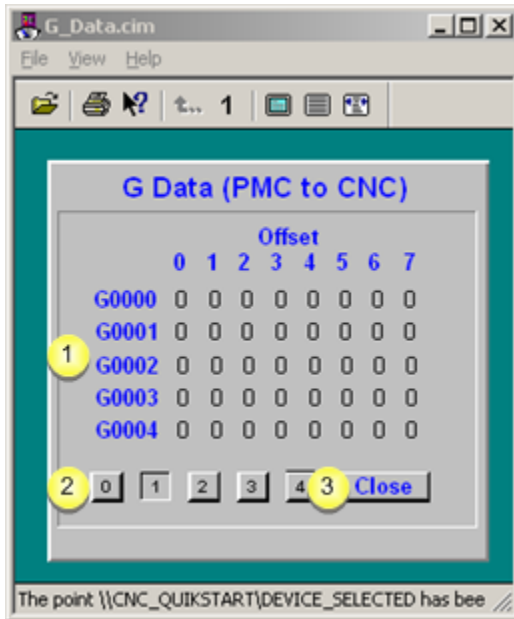 G_Data.cim
File View Help
1
G Data (PMC to CNC)
Offset
0 1 2 3 4 5 6 7
G0000 0 0 0 0 0 0 0 0
G0001 0 0 0 0 0 0 0 0
1
G0002 0 0 0 0 0 0 0 0
G0003 0 0 0 0 0 0 0 0
G0004 0 0 0 0 0 0 0 0
2 0 1 2 3 4 3 Close
The point \\CNC_QUIKSTART\DEVICE_SELECTED has bee